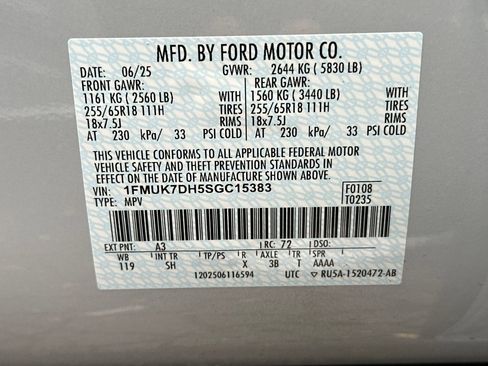 MFD. BY FORD MOTOR CO.
DATE: 06/25 GVWR: 2644 KG ( 5830 LB)
FRONT GAWR: REAR GAWR:
1161 KG ( 2560 LB) WITH 1560 KG ( 3440 LB) WITH
255/65R18 111H TIRES 255/65R18 111H TIRES
18x7.5J RIMS 18x7.5J RIMS
AT 230 kPa/ 33 PSI COLD AT 230 kPa/ 33 PSI COLD
THIS VEHICLE CONFORMS TO ALL APPLICABLE FEDERAL MOTOR
VEHICLE SAFETY AND THEFT PREVENTION STANDARDS IN
EFFECT ON THE DATE OF MANUFACTURE SHOWN ABOVE.
VIN: 1FMUK7DH5SGC15383 F0108
TYPE: MPV T0235
EXT PNT: A3 RC: 72 DSO:
WB INT TR TP/PS R AXLE TR SPR
119 SH X 3B T AAAA
1202506116594 UTC ▽ RU5A-1520472-AB